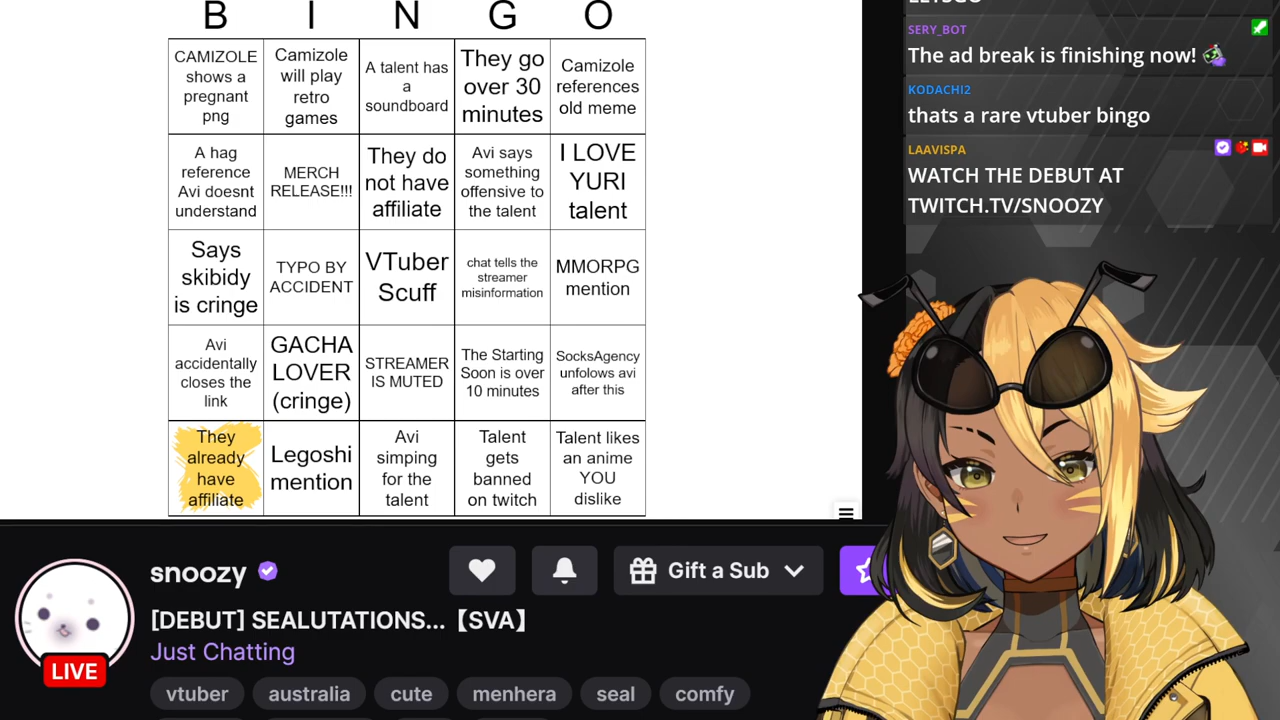 B I N G O
CAMIZOLE
shows a
pregnant
png
Camizole
will play
retro
games
A talent has
a
soundboard
They go
over 30
minutes
Camizole
references
old meme
A hag
reference
Avi doesnt
understand
MERCH
RELEASE!!!
They do
not have
affiliate
Avi says
something
offensive to
the talent
I LOVE
YURI
talent
Says
skibidy
is cringe
TYPO BY
ACCIDENT
VTuber
Scuff
chat tells the
streamer
misinformation
MMORPG
mention
Avi
accidentally
closes the
link
GACHA
LOVER
(cringe)
STREAMER
IS MUTED
The Starting
Soon is over
10 minutes
SocksAgency
unfolows avi
after this
They
already
have
affiliate
Legoshi
mention
Avi
simping
for the
talent
Talent
gets
banned
on twitch
Talent likes
an anime
YOU
dislike
SERY_BOT
The ad break is finishing now!
KODACHI2
thats a rare vtuber bingo
LAAVISPA
WATCH THE DEBUT AT
TWITCH.TV/SNOOZY
snoozy
Gift a Sub
[DEBUT] SEALUTATIONS...【SVA】
Just Chatting
LIVE
vtuber australia cute menhera seal comfy